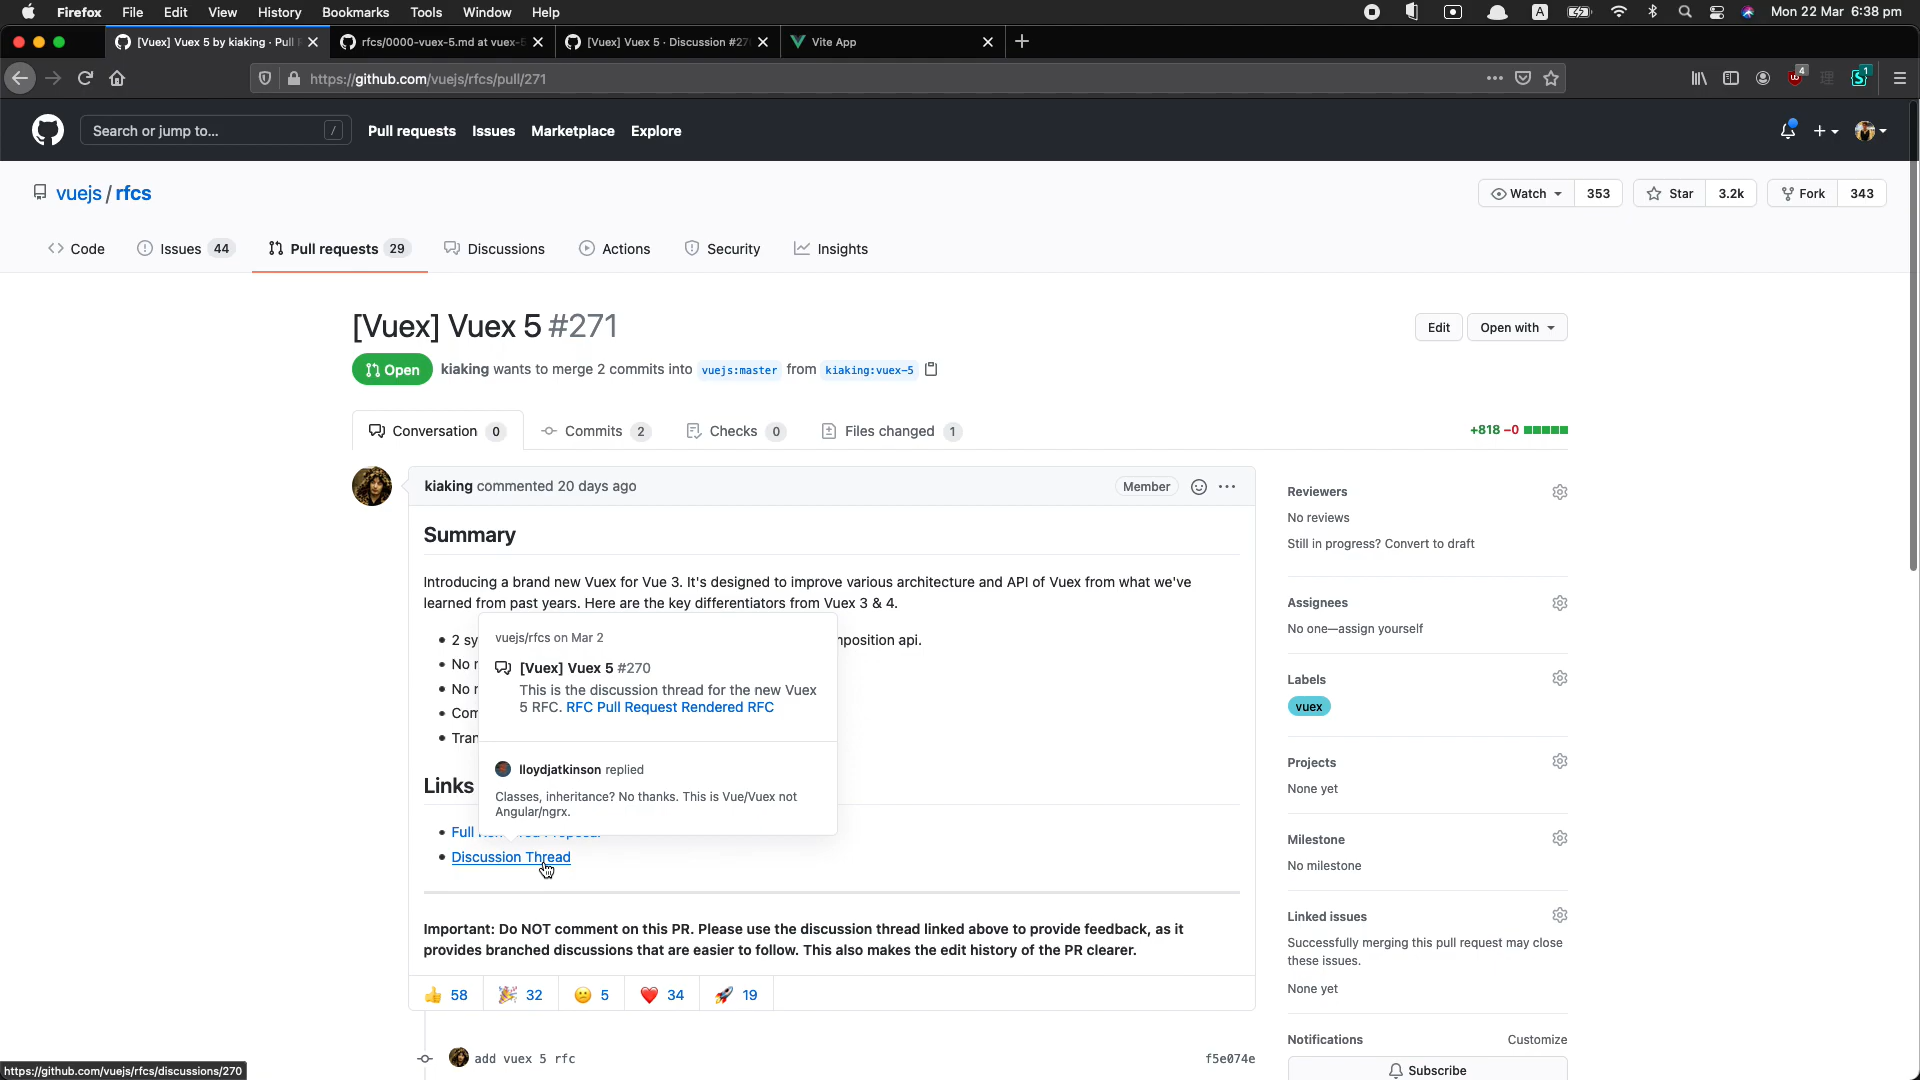 Firefox File Edit View History Bookmarks Tools Window Help
A
Mon 22 Mar 6:38 pm
[Vuex] Vuex 5 by kiaking · Pull
rfcs/0000-vuex-5.md at vuex-
[Vuex] Vuex 5 · Discussion #27
Vite App
https://github.com/vuejs/rfcs/pull/271
4
1
Search or jump to... /
Pull requests Issues Marketplace Explore
vuejs / rfcs
Watch 353
Star 3.2k
Fork 343
Code
Issues 44
Pull requests 29
Discussions
Actions
Security
Insights
[Vuex] Vuex 5 #271
Edit
Open with
Open kiaking wants to merge 2 commits into vuejs:master from kiaking:vuex-5
Conversation 0
Commits 2
Checks 0
Files changed 1
+818 −0
kiaking commented 20 days ago
Member
Summary
Introducing a brand new Vuex for Vue 3. It's designed to improve various architecture and API of Vuex from what we've
learned from past years. Here are the key differentiators from Vuex 3 & 4.
vuejs/rfcs on Mar 2
[Vuex] Vuex 5 #270
This is the discussion thread for the new Vuex
5 RFC. RFC Pull Request Rendered RFC
lloydjatkinson replied
Classes, inheritance? No thanks. This is Vue/Vuex not
Angular/ngrx.
• 2 sy
position api.
• No
• No
• Com
• Tran
Links
• Full
• Discussion Thread
Important: Do NOT comment on this PR. Please use the discussion thread linked above to provide feedback, as it
provides branched discussions that are easier to follow. This also makes the edit history of the PR clearer.
58
32
5
34
19
add vuex 5 rfc
f5e074e
Reviewers
No reviews
Still in progress? Convert to draft
Assignees
No one—assign yourself
Labels
vuex
Projects
None yet
Milestone
No milestone
Linked issues
Successfully merging this pull request may close
these issues.
None yet
Notifications
Customize
Subscribe
https://github.com/vuejs/rfcs/discussions/270